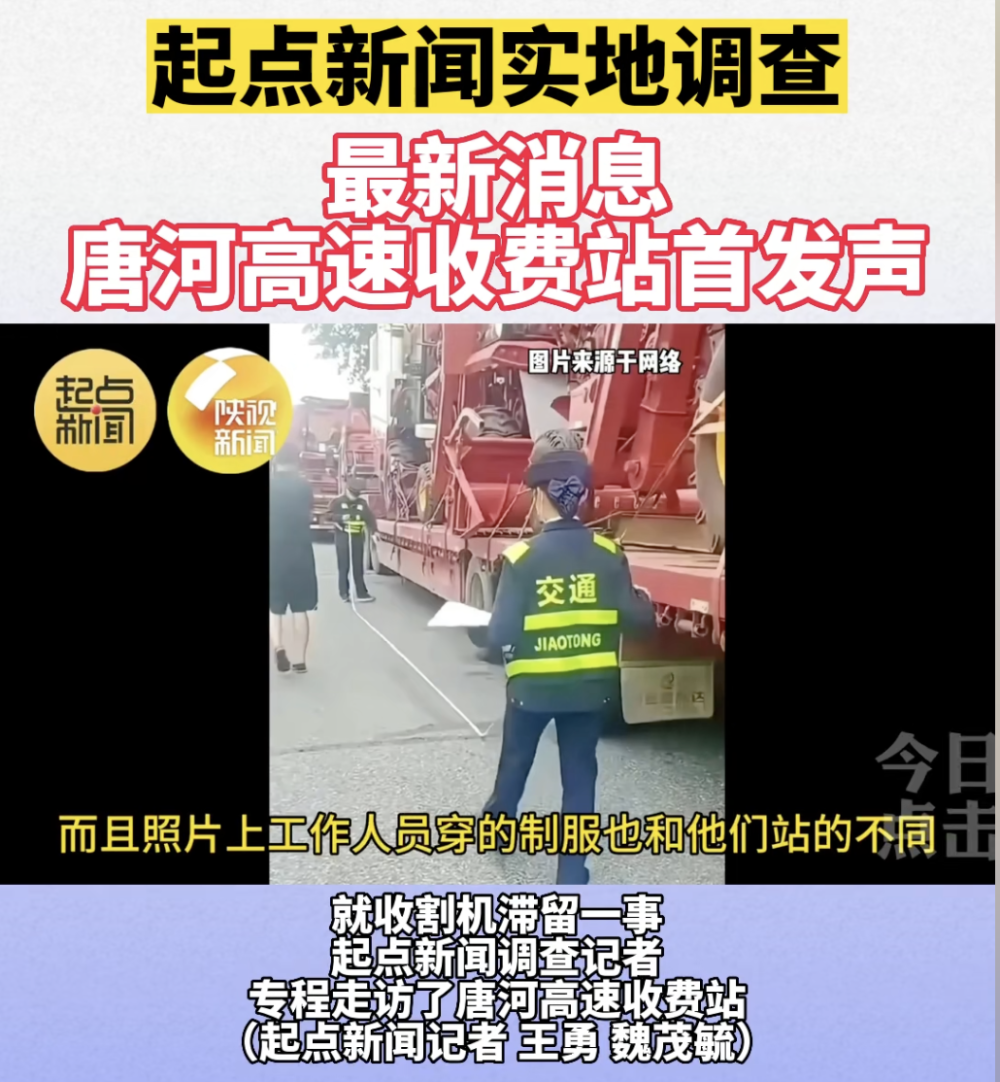 起点新闻实地调查
最新消息
唐河高速收费站首发声
图片来源于网络
起点
新闻
陕视
新闻
交通
JIAOTONG
今日
点击
而且照片上工作人员穿的制服也和他们站的不同
就收割机滞留一事
起点新闻调查记者
专程走访了唐河高速收费站
（起点新闻记者 王勇 魏茂毓）